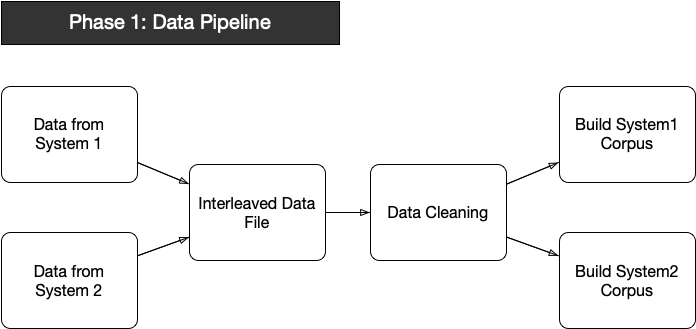 Phase 1: Data Pipeline
Data from
System 1
Interleaved Data
File
Data Cleaning
Build System1
Corpus
Data from
System 2
Build System2
Corpus